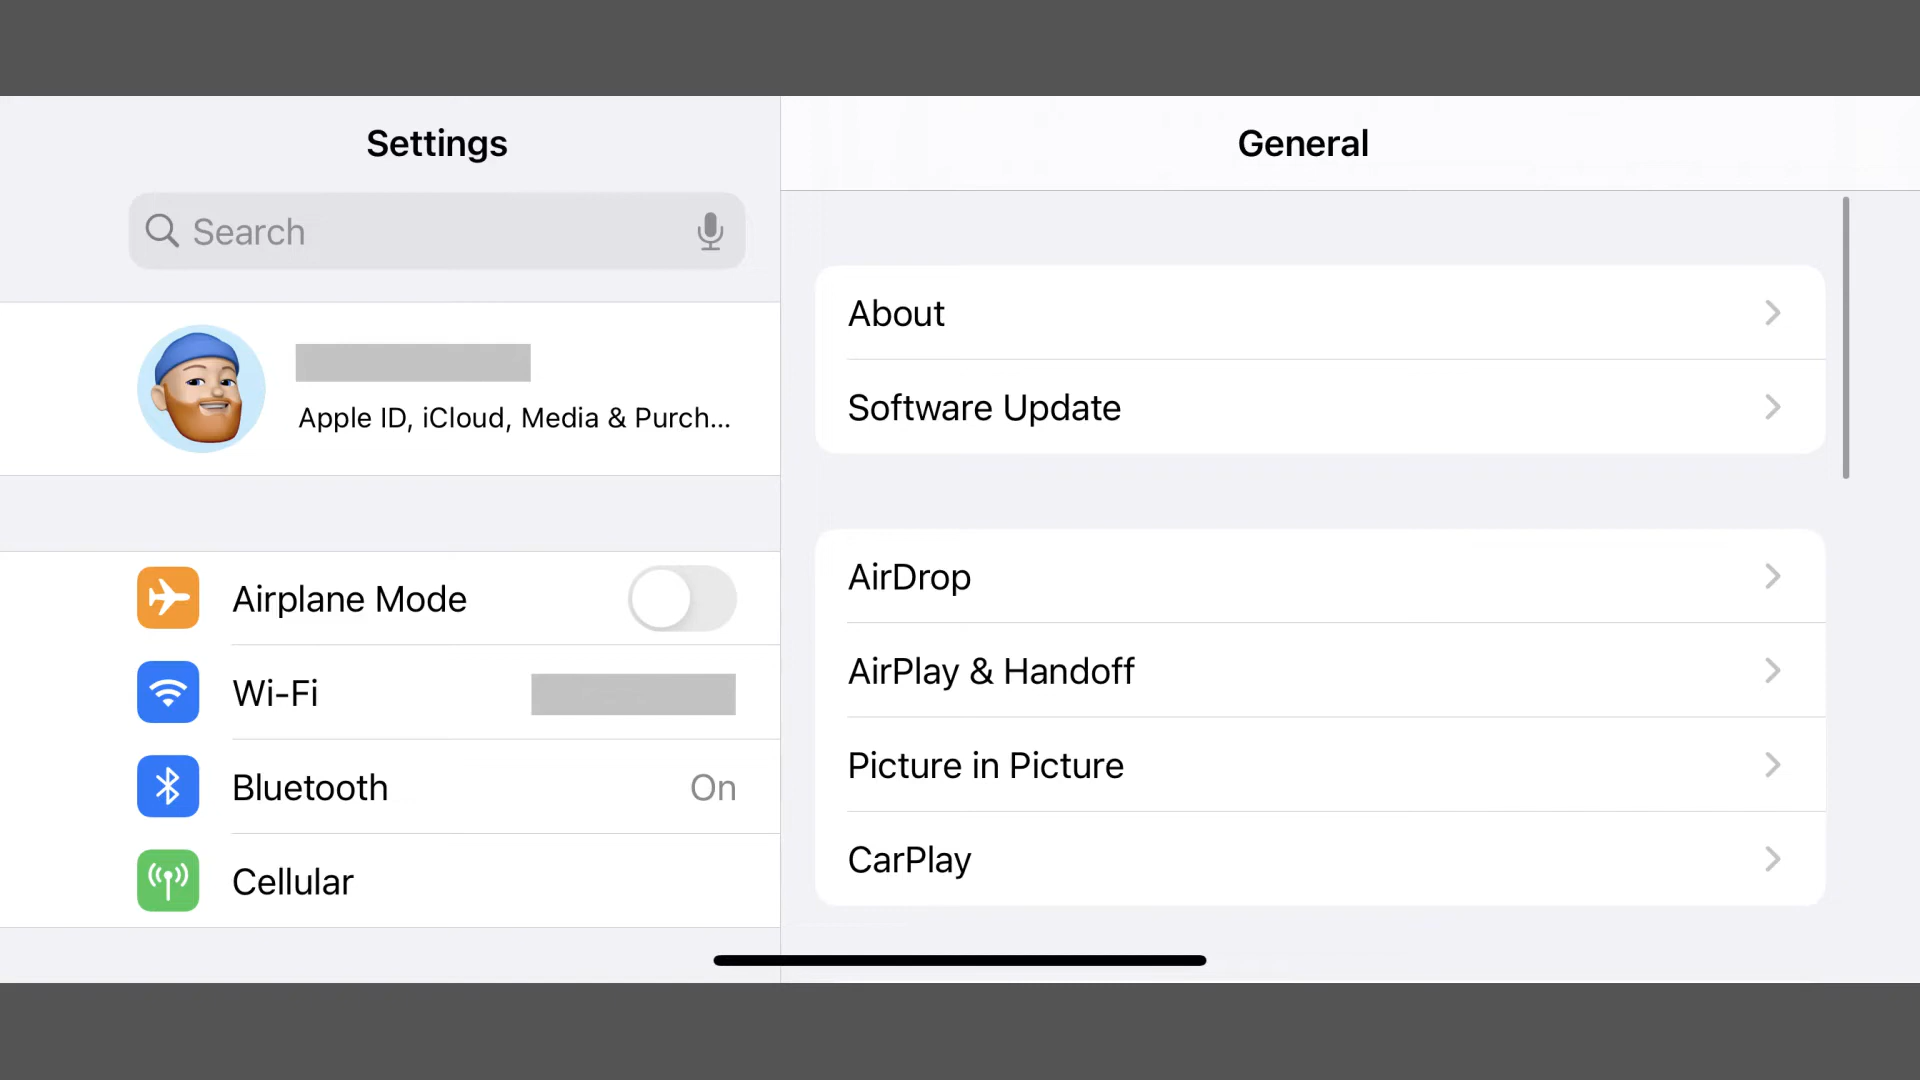 Settings
General
Search
Apple ID, iCloud, Media & Purch...
Airplane Mode
Wi-Fi
Bluetooth On
Cellular
About
Software Update
AirDrop
AirPlay & Handoff
Picture in Picture
CarPlay